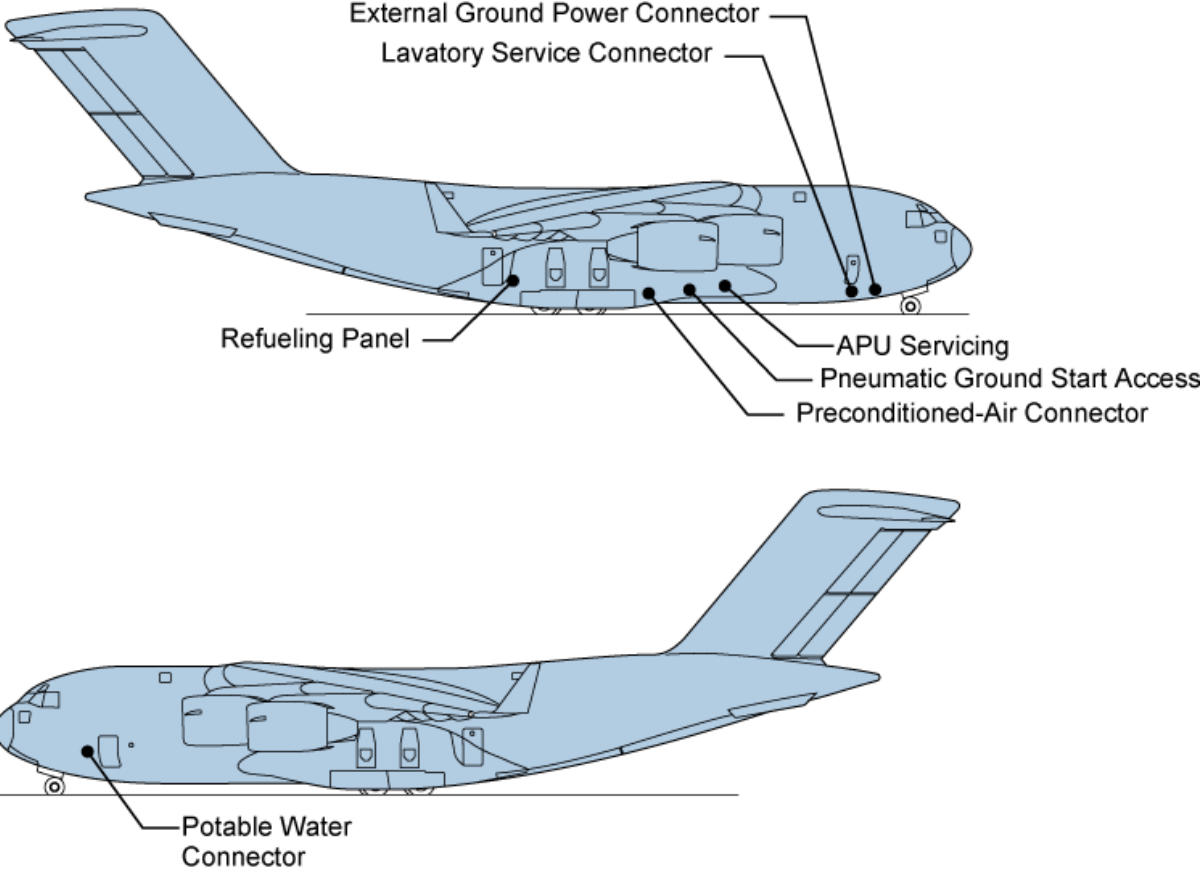 External Ground Power Connector
Lavatory Service Connector
Refueling Panel
APU Servicing
Pneumatic Ground Start Access
Preconditioned-Air Connector
Potable Water
Connector